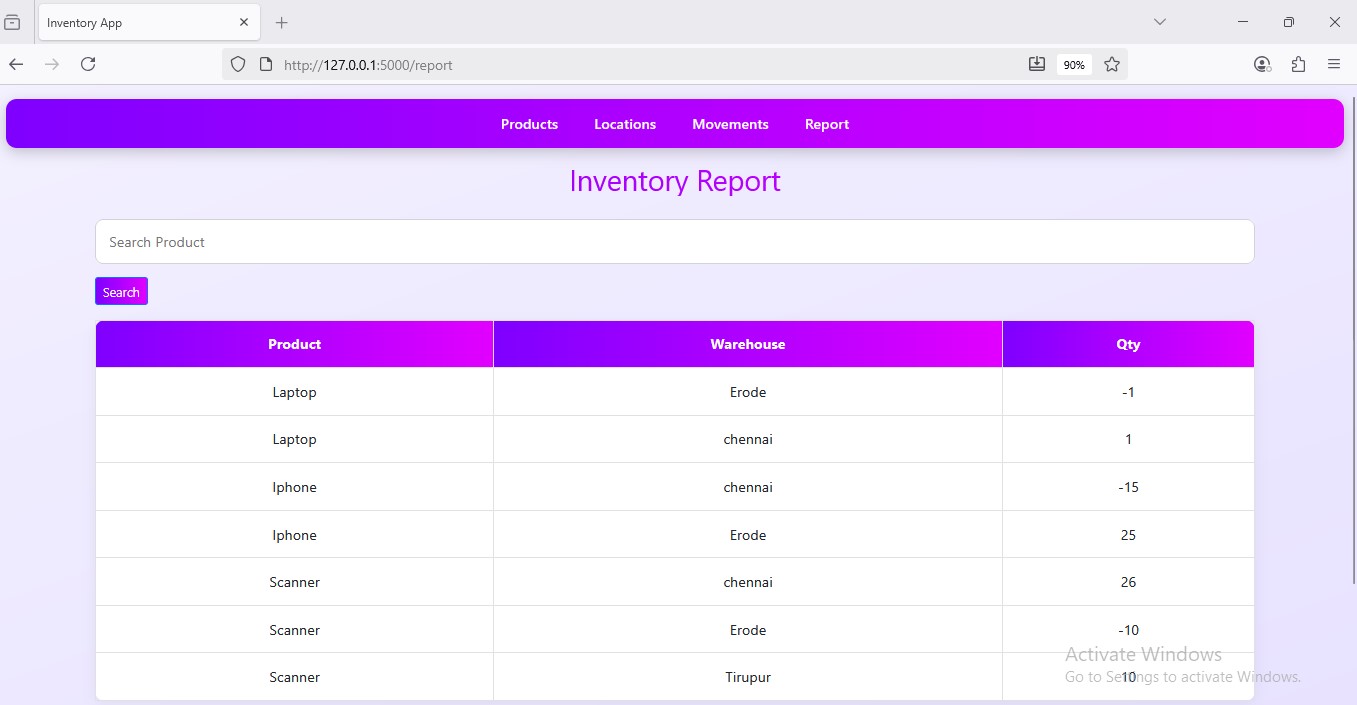 Inventory App
http://127.0.0.1:5000/report
90%
Products Locations Movements Report
Inventory Report
Search Product
Search
Product Warehouse Qty
Laptop Erode -1
Laptop chennai 1
Iphone chennai -15
Iphone Erode 25
Scanner chennai 26
Scanner Erode -10
Activate Windows
Scanner Tirupur 10
Go to Settings to activate Windows.